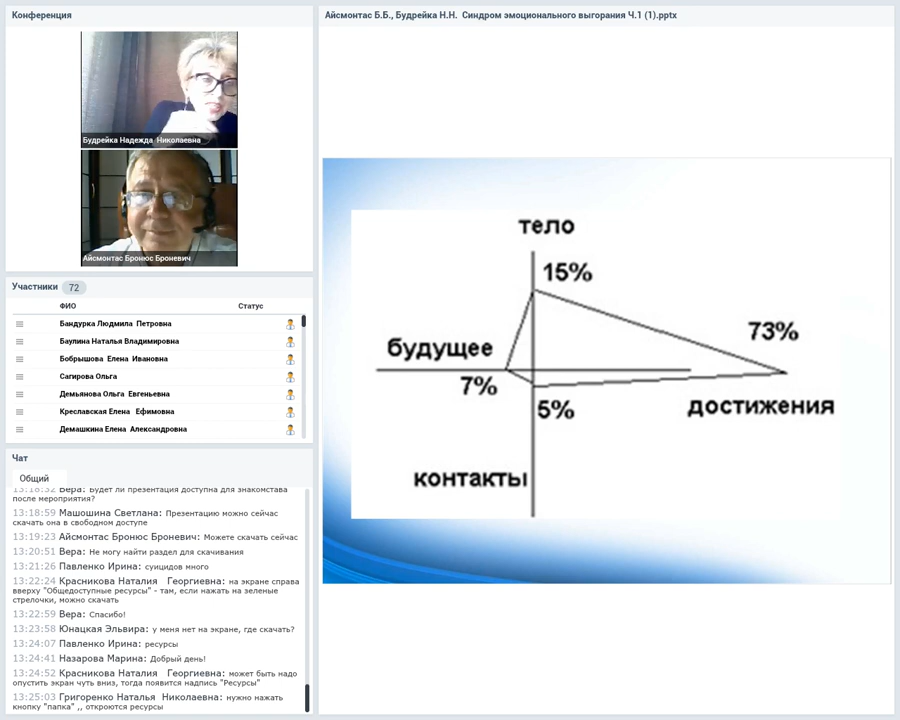 Конференция
Будрейка Надежда Николаевна
Айсмонтас Бронюс Броневич
Участники 72
ФИО Статус
Бандурка Людмила Петровна
Баулина Наталья Владимировна
Бобрышова Елена Ивановна
Сагирова Ольга
Демьянова Ольга Евгеньевна
Креславская Елена Ефимовна
Демашкина Елена Александровна
Чат
Общий
13:18:52 Вера: Будет ли презентация доступна для знакомстава
после мероприятия?
13:18:59 Машошина Светлана: Презентацию можно сейчас
скачать она в свободном доступе
13:19:23 Айсмонтас Бронюс Броневич: Можете скачать сейчас
13:20:51 Вера: Не могу найти раздел для скачивания
13:21:26 Павленко Ирина: суицидов много
13:22:24 Красникова Наталия Георгиевна: на экране справа
вверху "Общедоступные ресурсы" - там, если нажать на зеленые
стрелочки, можно скачать
13:22:59 Вера: Спасибо!
13:23:58 Юнацкая Эльвира: у меня нет на экране, где скачать?
13:24:07 Павленко Ирина: ресурсы
13:24:41 Назарова Марина: Добрый день!
13:24:52 Красникова Наталия Георгиевна: может быть надо
опустить экран чуть вниз, тогда появится надпись "Ресурсы"
13:25:03 Григоренко Наталья Николаевна: нужно нажать
кнопку "папка" ,, откроются ресурсы
Айсмонтас Б.Б., Будрейка Н.Н. Синдром эмоционального выгорания Ч.1 (1).pptx
тело
15%
73%
будущее
7%
5%
достижения
контакты